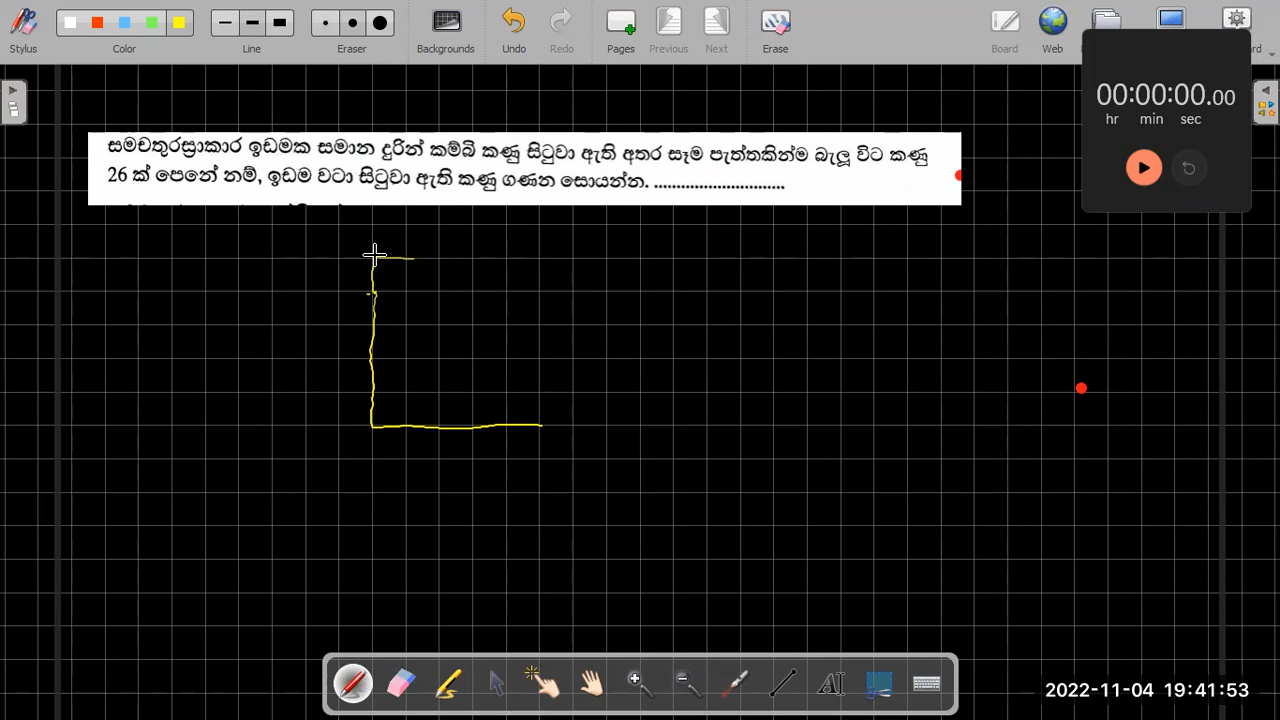 Stylus
Color
Line
Eraser
Backgrounds
Undo
Redo
Pages
Previous
Next
Erase
Board
Web
00:00:00.00
hr min sec
සමචතුරස්‍රාකාර ඉඩමක සමාන දුරින් කම්බි කණු සිටුවා ඇති අතර සෑම පැත්තකින්ම බැලූ විට කණු
26 ක් පෙනේ නම්, ඉඩම වටා සිටුවා ඇති කණු ගණන සොයන්න. .............................
AI
2022-11-04 19:41:53